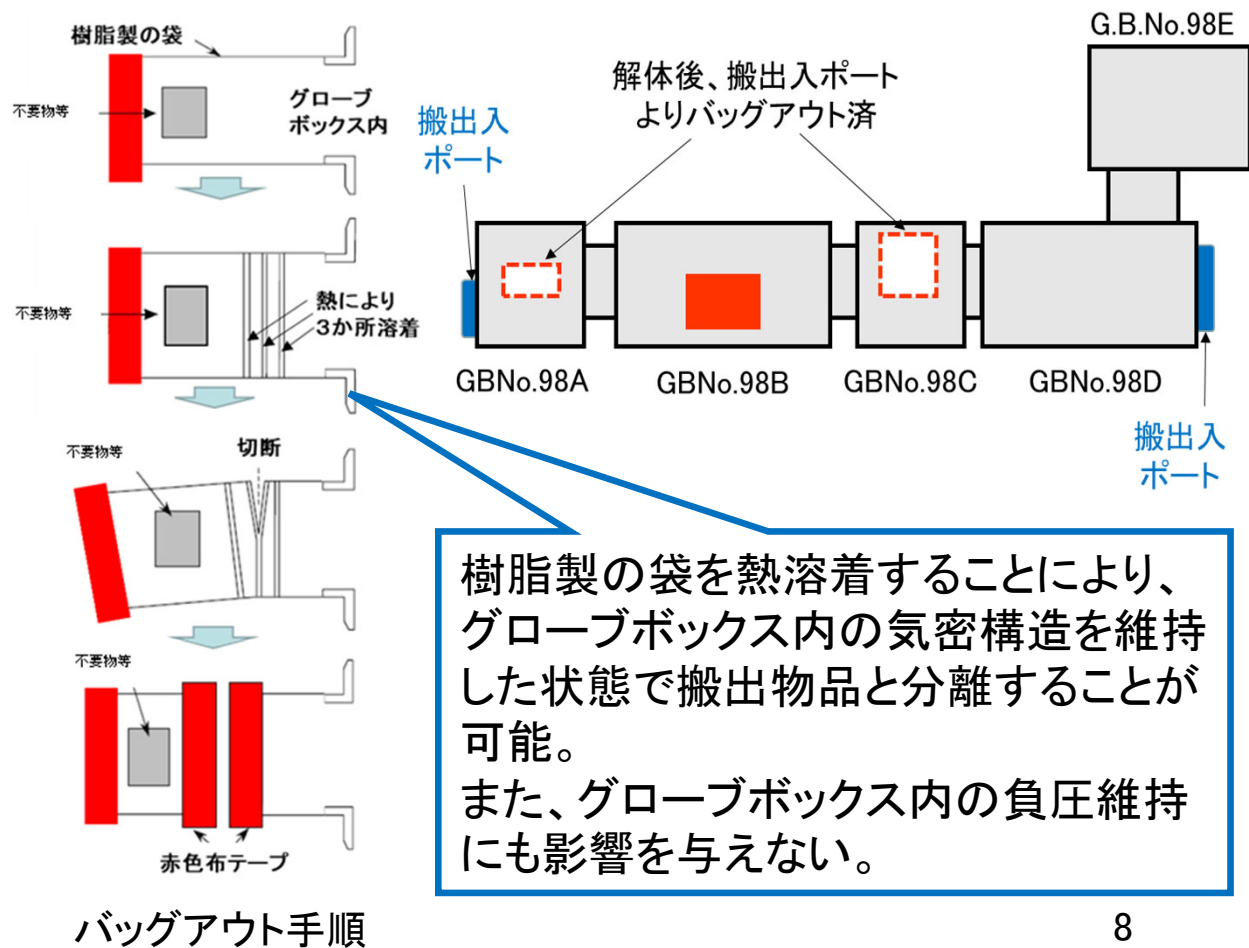 樹脂製の袋
不要物等
グローブ
ボックス内
不要物等
熱により
3か所溶着
不要物等
切断
不要物等
赤色布テープ
バッグアウト手順
G.B.No.98E
解体後、搬出入ポート
よりバッグアウト済
搬出入
ポート
GBNo.98A
GBNo.98B
GBNo.98C
GBNo.98D
搬出入
ポート
樹脂製の袋を熱溶着することにより、
グローブボックス内の気密構造を維持
した状態で搬出物品と分離することが
可能。
また、グローブボックス内の負圧維持
にも影響を与えない。
8